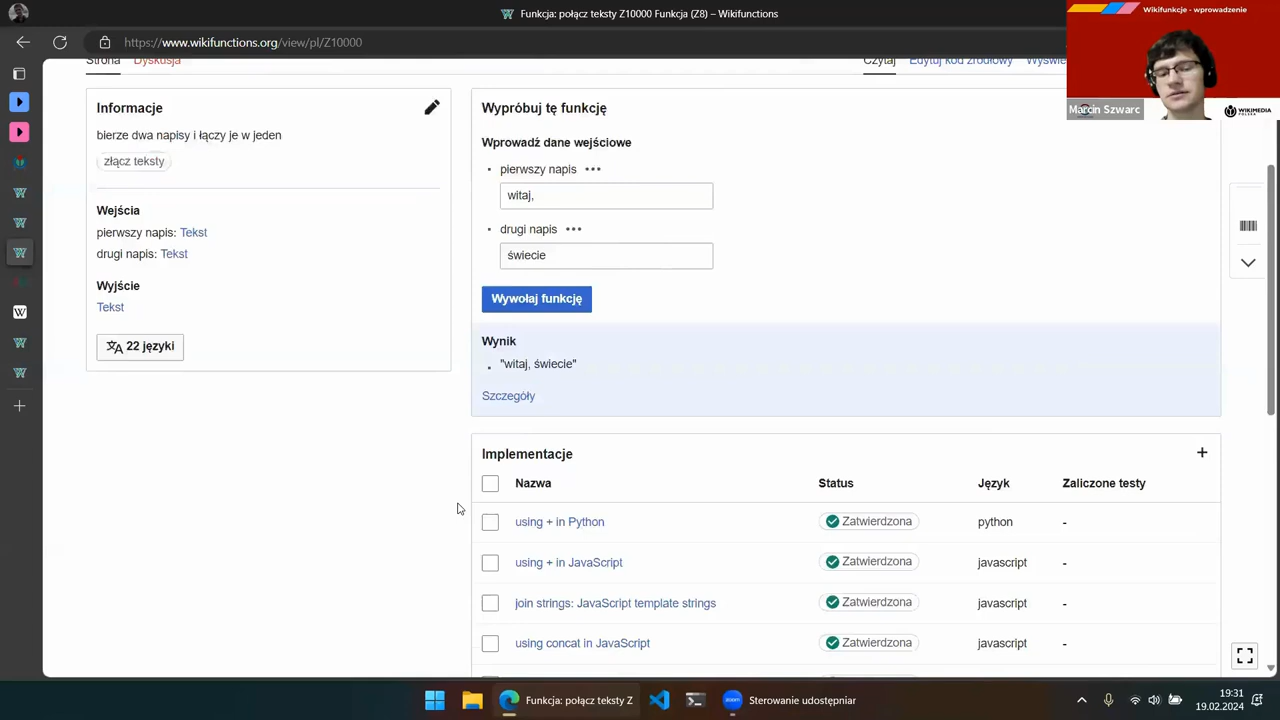 Funkcja: połącz teksty Z10000 Funkcja (Z8) – Wikifunctions
https://www.wikifunctions.org/view/pl/Z10000
Wikifunkcje - wprowadzenie
Marcin Szwarc
WIKIMEDIA
POLSKA
Strona
Dyskusja
Czytaj
Edytuj kod źródłowy
Informacje
bierze dwa napisy i łączy je w jeden
złącz teksty
Wejścia
pierwszy napis: Tekst
drugi napis: Tekst
Wyjście
Tekst
22 języki
Wypróbuj tę funkcję
Wprowadź dane wejściowe
• pierwszy napis •••
witaj,
• drugi napis •••
świecie
Wywołaj funkcję
Wynik
• "witaj, świecie"
Szczegóły
Implementacje +
Nazwa Status Język Zaliczone testy
using + in Python Zatwierdzona python -
using + in JavaScript Zatwierdzona javascript -
join strings: JavaScript template strings Zatwierdzona javascript -
using concat in JavaScript Zatwierdzona javascript -
Funkcja: połącz teksty Z
zoom
Sterowanie udostępniar
19:31
19.02.2024